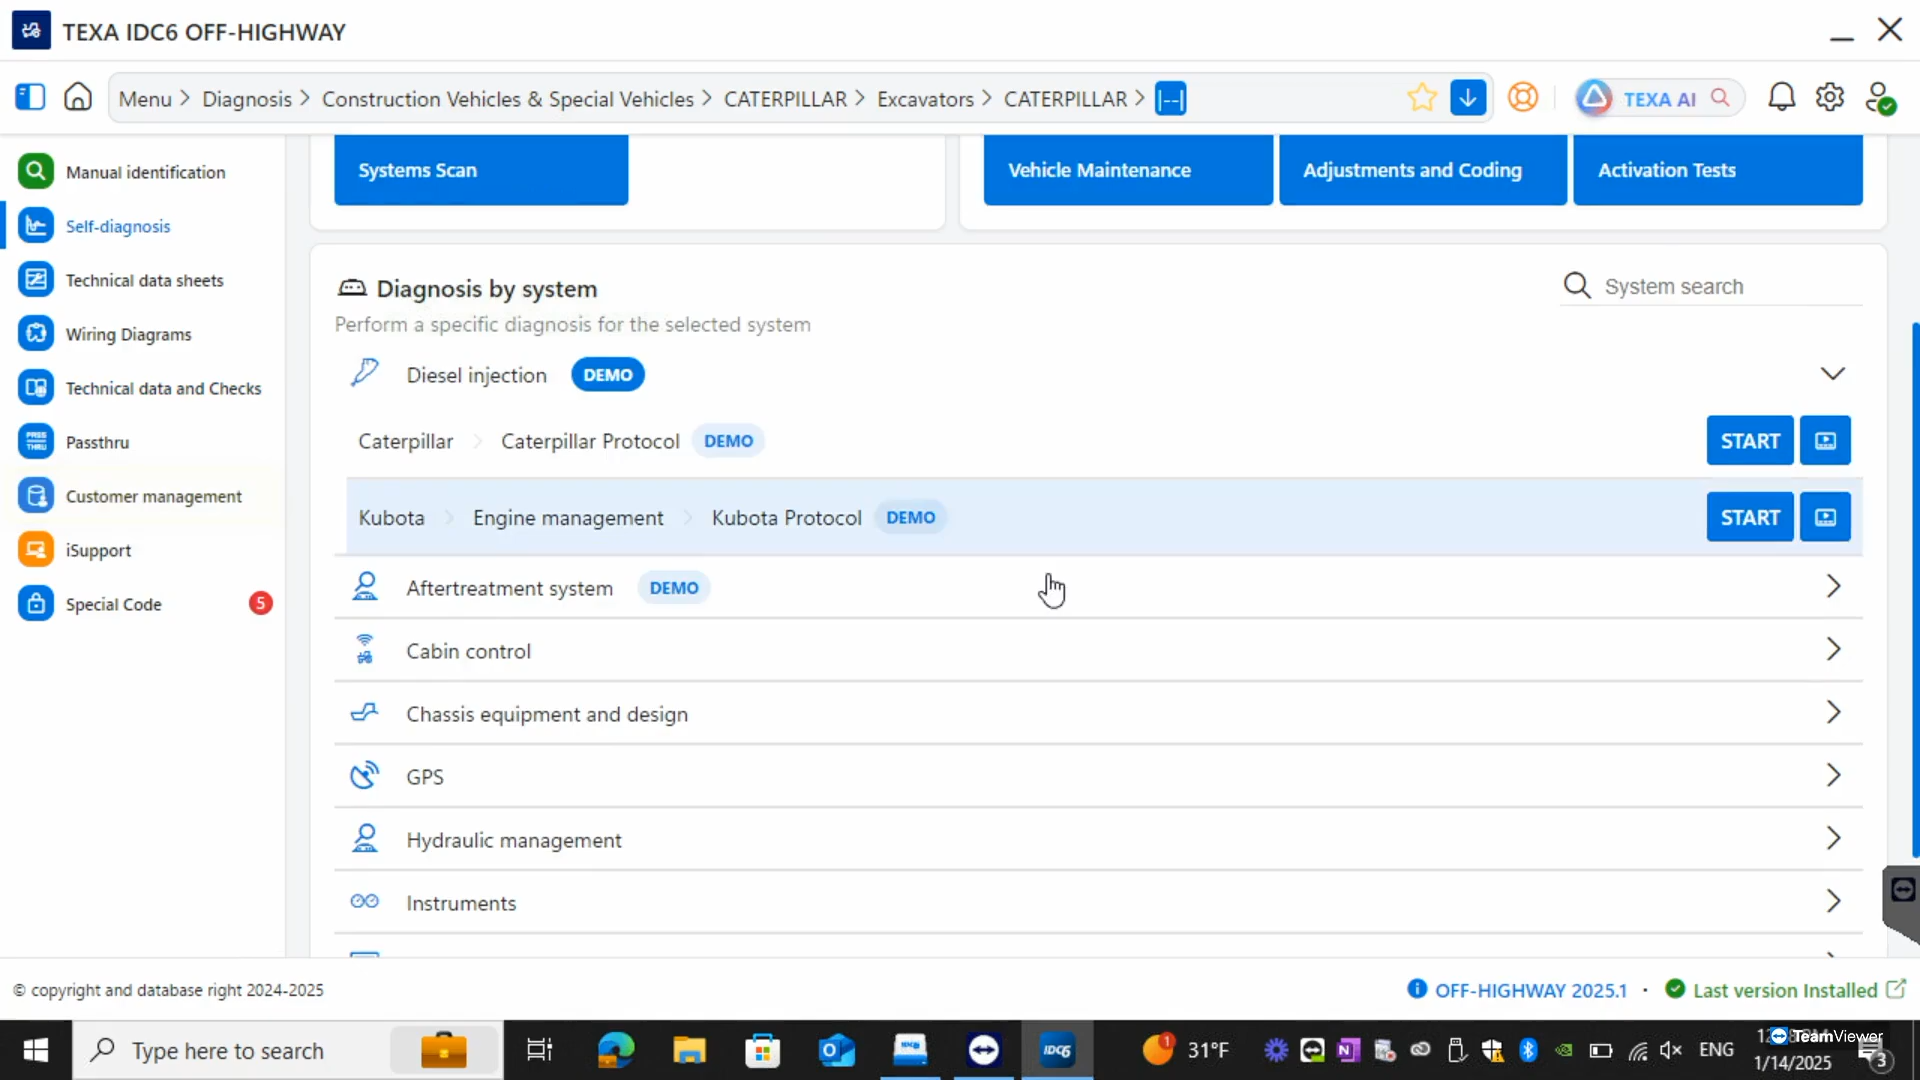 TEXA IDC6 OFF-HIGHWAY
Menu > Diagnosis > Construction Vehicles & Special Vehicles > CATERPILLAR > Excavators > CATERPILLAR > |--|
TEXA AI
Manual identification
Self-diagnosis
Technical data sheets
Wiring Diagrams
Technical data and Checks
PASS THRU
Passthru
Customer management
iSupport
Special Code 5
Systems Scan
Vehicle Maintenance
Adjustments and Coding
Activation Tests
Diagnosis by system
System search
Perform a specific diagnosis for the selected system
Diesel injection DEMO
Caterpillar > Caterpillar Protocol DEMO START
Kubota > Engine management > Kubota Protocol DEMO START
Aftertreatment system DEMO
Cabin control
Chassis equipment and design
GPS
Hydraulic management
Instruments
© copyright and database right 2024-2025
OFF-HIGHWAY 2025.1 · Last version Installed
Type here to search
IDC6
1
31°F
ENG
TeamViewer
1/14/2025
3